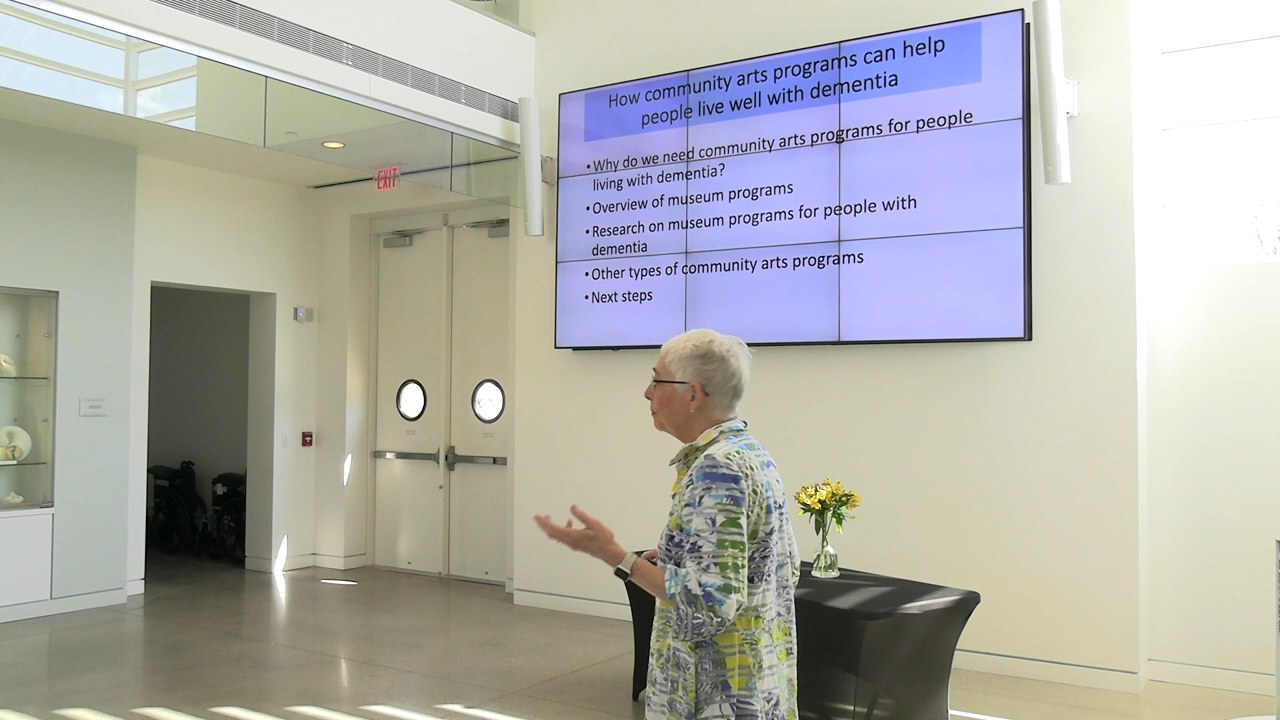 How community arts programs can help
people live well with dementia
• Why do we need community arts programs for people
living with dementia?
• Overview of museum programs
• Research on museum programs for people with
dementia
• Other types of community arts programs
• Next steps
EXIT